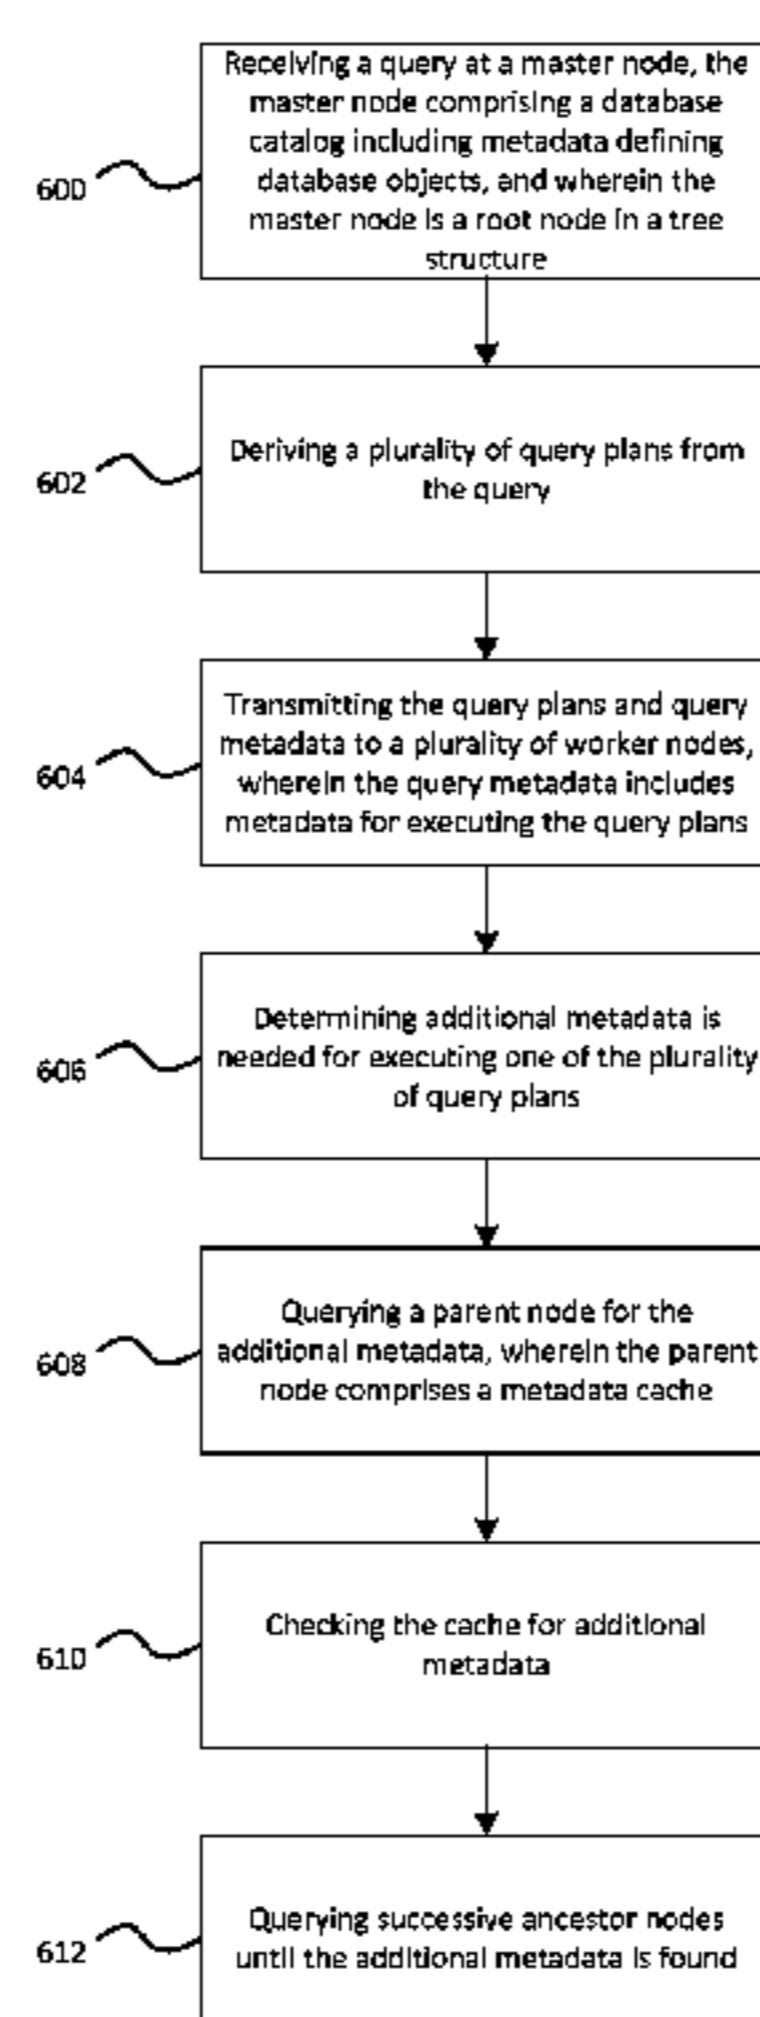 Receiving a query at a master node, the
master node comprising a database
catalog including metadata defining
database objects, and wherein the
master node is a root node in a tree
structure
600
Deriving a plurality of query plans from
the query
602
Transmitting the query plans and query
metadata to a plurality of worker nodes,
wherein the query metadata includes
metadata for executing the query plans
604
Determining additional metadata is
needed for executing one of the plurality
of query plans
606
Querying a parent node for the
additional metadata, wherein the parent
node comprises a metadata cache
608
Checking the cache for additional
metadata
610
Querying successive ancestor nodes
until the additional metadata is found
612